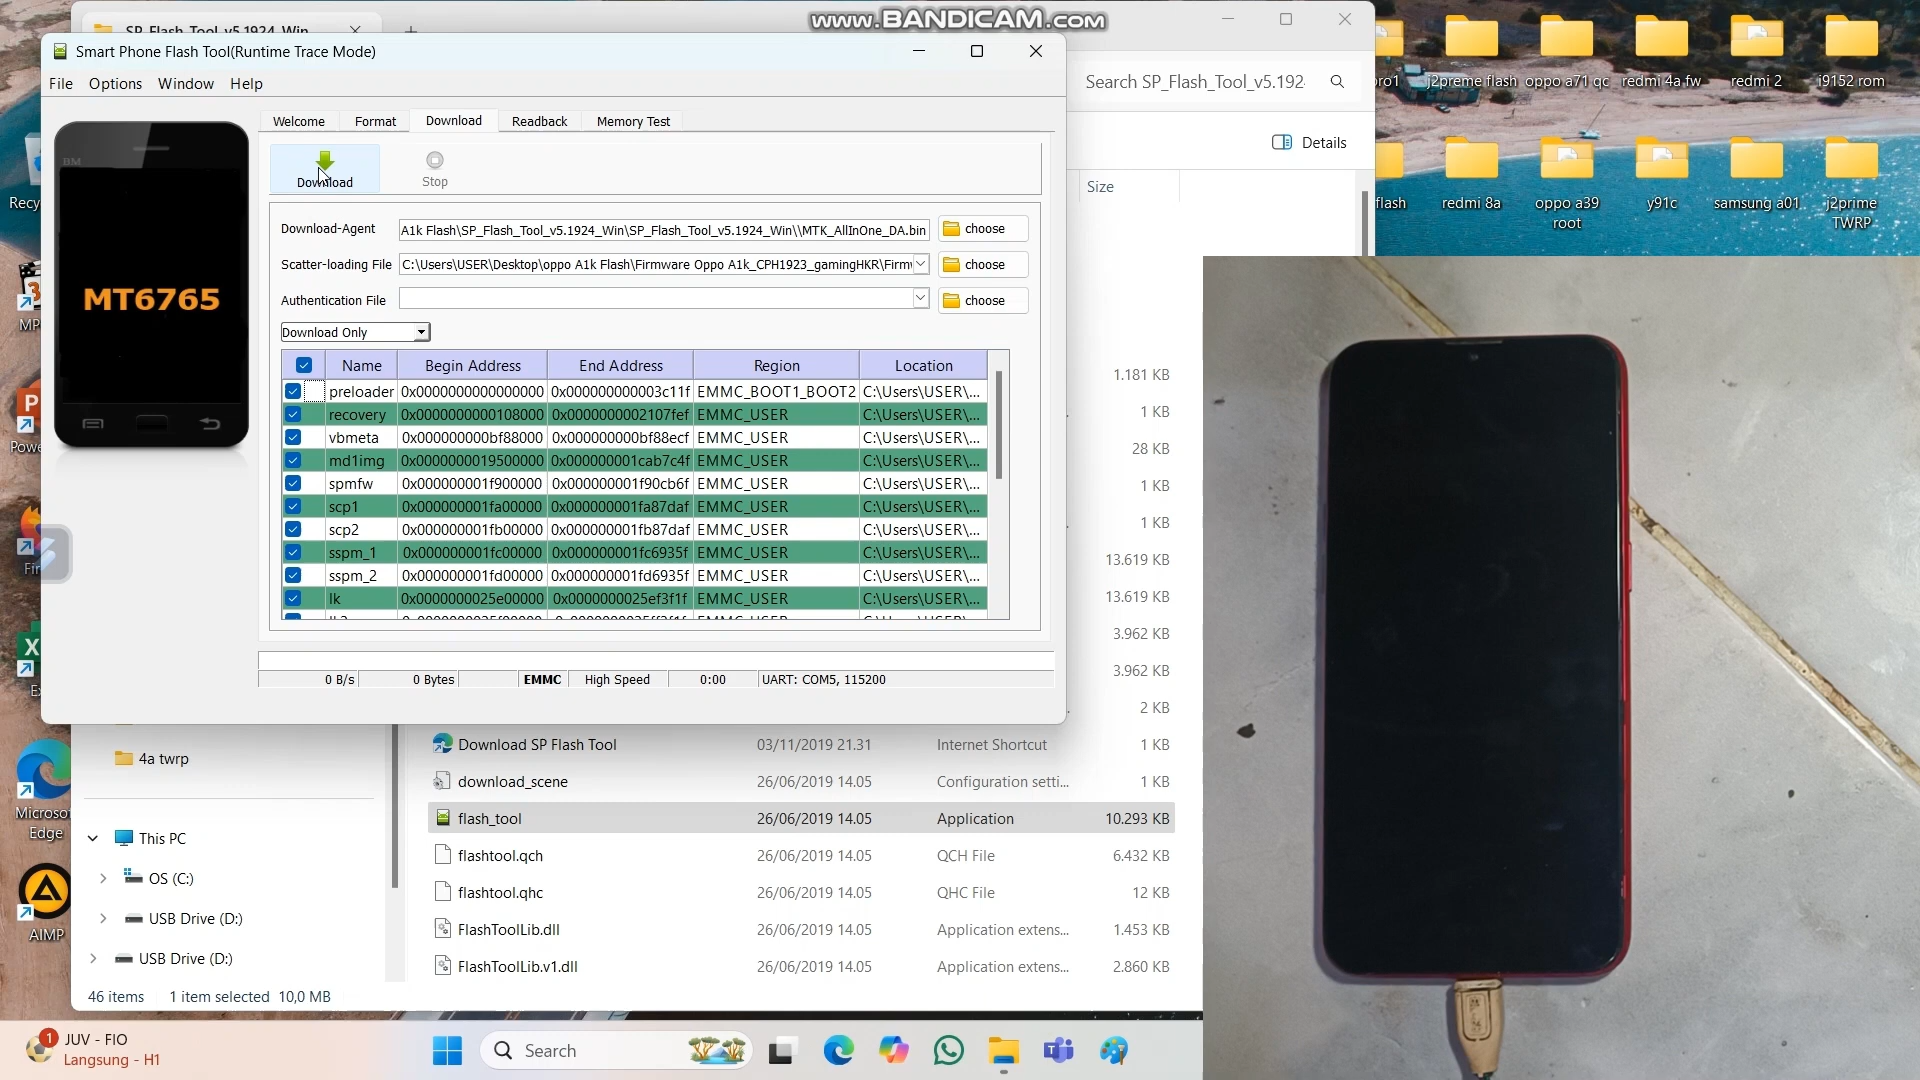 www.BANDICAM.com
SP_Flash_Tool_v5.1924_Win
Smart Phone Flash Tool(Runtime Trace Mode)
File Options Window Help
Search SP_Flash_Tool_v5.192
Details
Size
Welcome Format Download Readback Memory Test
BM
MT6765
Download Stop
Download-Agent A1k Flash\SP_Flash_Tool_v5.1924_Win\SP_Flash_Tool_v5.1924_Win\\MTK_AllInOne_DA.bin choose
Scatter-loading File C:\Users\USER\Desktop\oppo A1k Flash\Firmware Oppo A1k_CPH1923_gamingHKR\Firmw choose
Authentication File choose
Download Only
Name Begin Address End Address Region Location
preloader 0x0000000000000000 0x000000000003c11f EMMC_BOOT1_BOOT2 C:\Users\USER\...
recovery 0x0000000000108000 0x0000000002107fef EMMC_USER C:\Users\USER\...
vbmeta 0x000000000bf88000 0x000000000bf88ecf EMMC_USER C:\Users\USER\...
md1img 0x0000000019500000 0x000000001cab7c4f EMMC_USER C:\Users\USER\...
spmfw 0x000000001f900000 0x000000001f90cb6f EMMC_USER C:\Users\USER\...
scp1 0x000000001fa00000 0x000000001fa87daf EMMC_USER C:\Users\USER\...
scp2 0x000000001fb00000 0x000000001fb87daf EMMC_USER C:\Users\USER\...
sspm_1 0x000000001fc00000 0x000000001fc6935f EMMC_USER C:\Users\USER\...
sspm_2 0x000000001fd00000 0x000000001fd6935f EMMC_USER C:\Users\USER\...
lk 0x0000000025e00000 0x0000000025ef3f1f EMMC_USER C:\Users\USER\...
0 B/s 0 Bytes EMMC High Speed 0:00 UART: COM5, 115200
1.181 KB
1 KB
28 KB
1 KB
1 KB
13.619 KB
13.619 KB
3.962 KB
3.962 KB
2 KB
Download SP Flash Tool 03/11/2019 21.31 Internet Shortcut 1 KB
download_scene 26/06/2019 14.05 Configuration setti... 1 KB
flash_tool 26/06/2019 14.05 Application 10.293 KB
flashtool.qch 26/06/2019 14.05 QCH File 6.432 KB
flashtool.qhc 26/06/2019 14.05 QHC File 12 KB
FlashToolLib.dll 26/06/2019 14.05 Application extens... 1.453 KB
FlashToolLib.v1.dll 26/06/2019 14.05 Application extens... 2.860 KB
4a twrp
This PC
OS (C:)
USB Drive (D:)
USB Drive (D:)
46 items 1 item selected 10,0 MB
ro1 j2preme flash oppo a71 qc redmi 4a fw redmi 2 i9152 rom
flash redmi 8a oppo a39 root y91c samsung a01 j2prime TWRP
Recy
MP
Powe
Fir
Ex
Microso
Edge
AIMP
1
JUV - FIO
Langsung - H1
Search